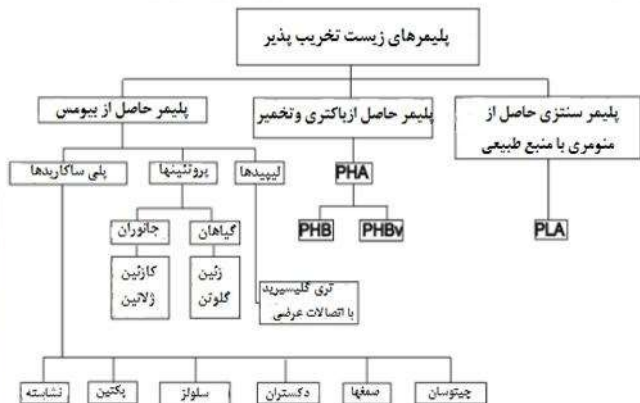 پلیمرهای زیست تخریب پذیر
پلیمر سنتزی حاصل از
منومری با منبع طبیعی
پلیمر حاصل ازباکتری وتخمیر
پلیمر حاصل از بیومس
PLA
PHA
PHB
PHBv
لیپیدها
پروتئینها
پلی ساکاریدها
گیاهان
جانوران
زئین
گلوتن
کازئین
ژلاتین
تری گلیسیرید
با اتصالات عرضی
چیتوسان
صمغها
دکستران
سلولز
پکتین
نشاسته